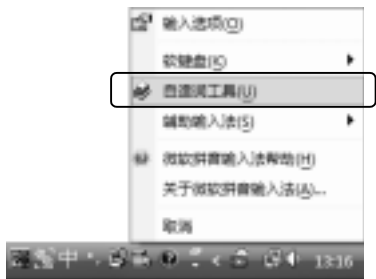 输入选项(O)
软键盘(K)
自造词工具(U)
辅助输入法(S)
微软拼音输入法帮助(H)
关于微软拼音输入法(A)...
取消
中
13:16